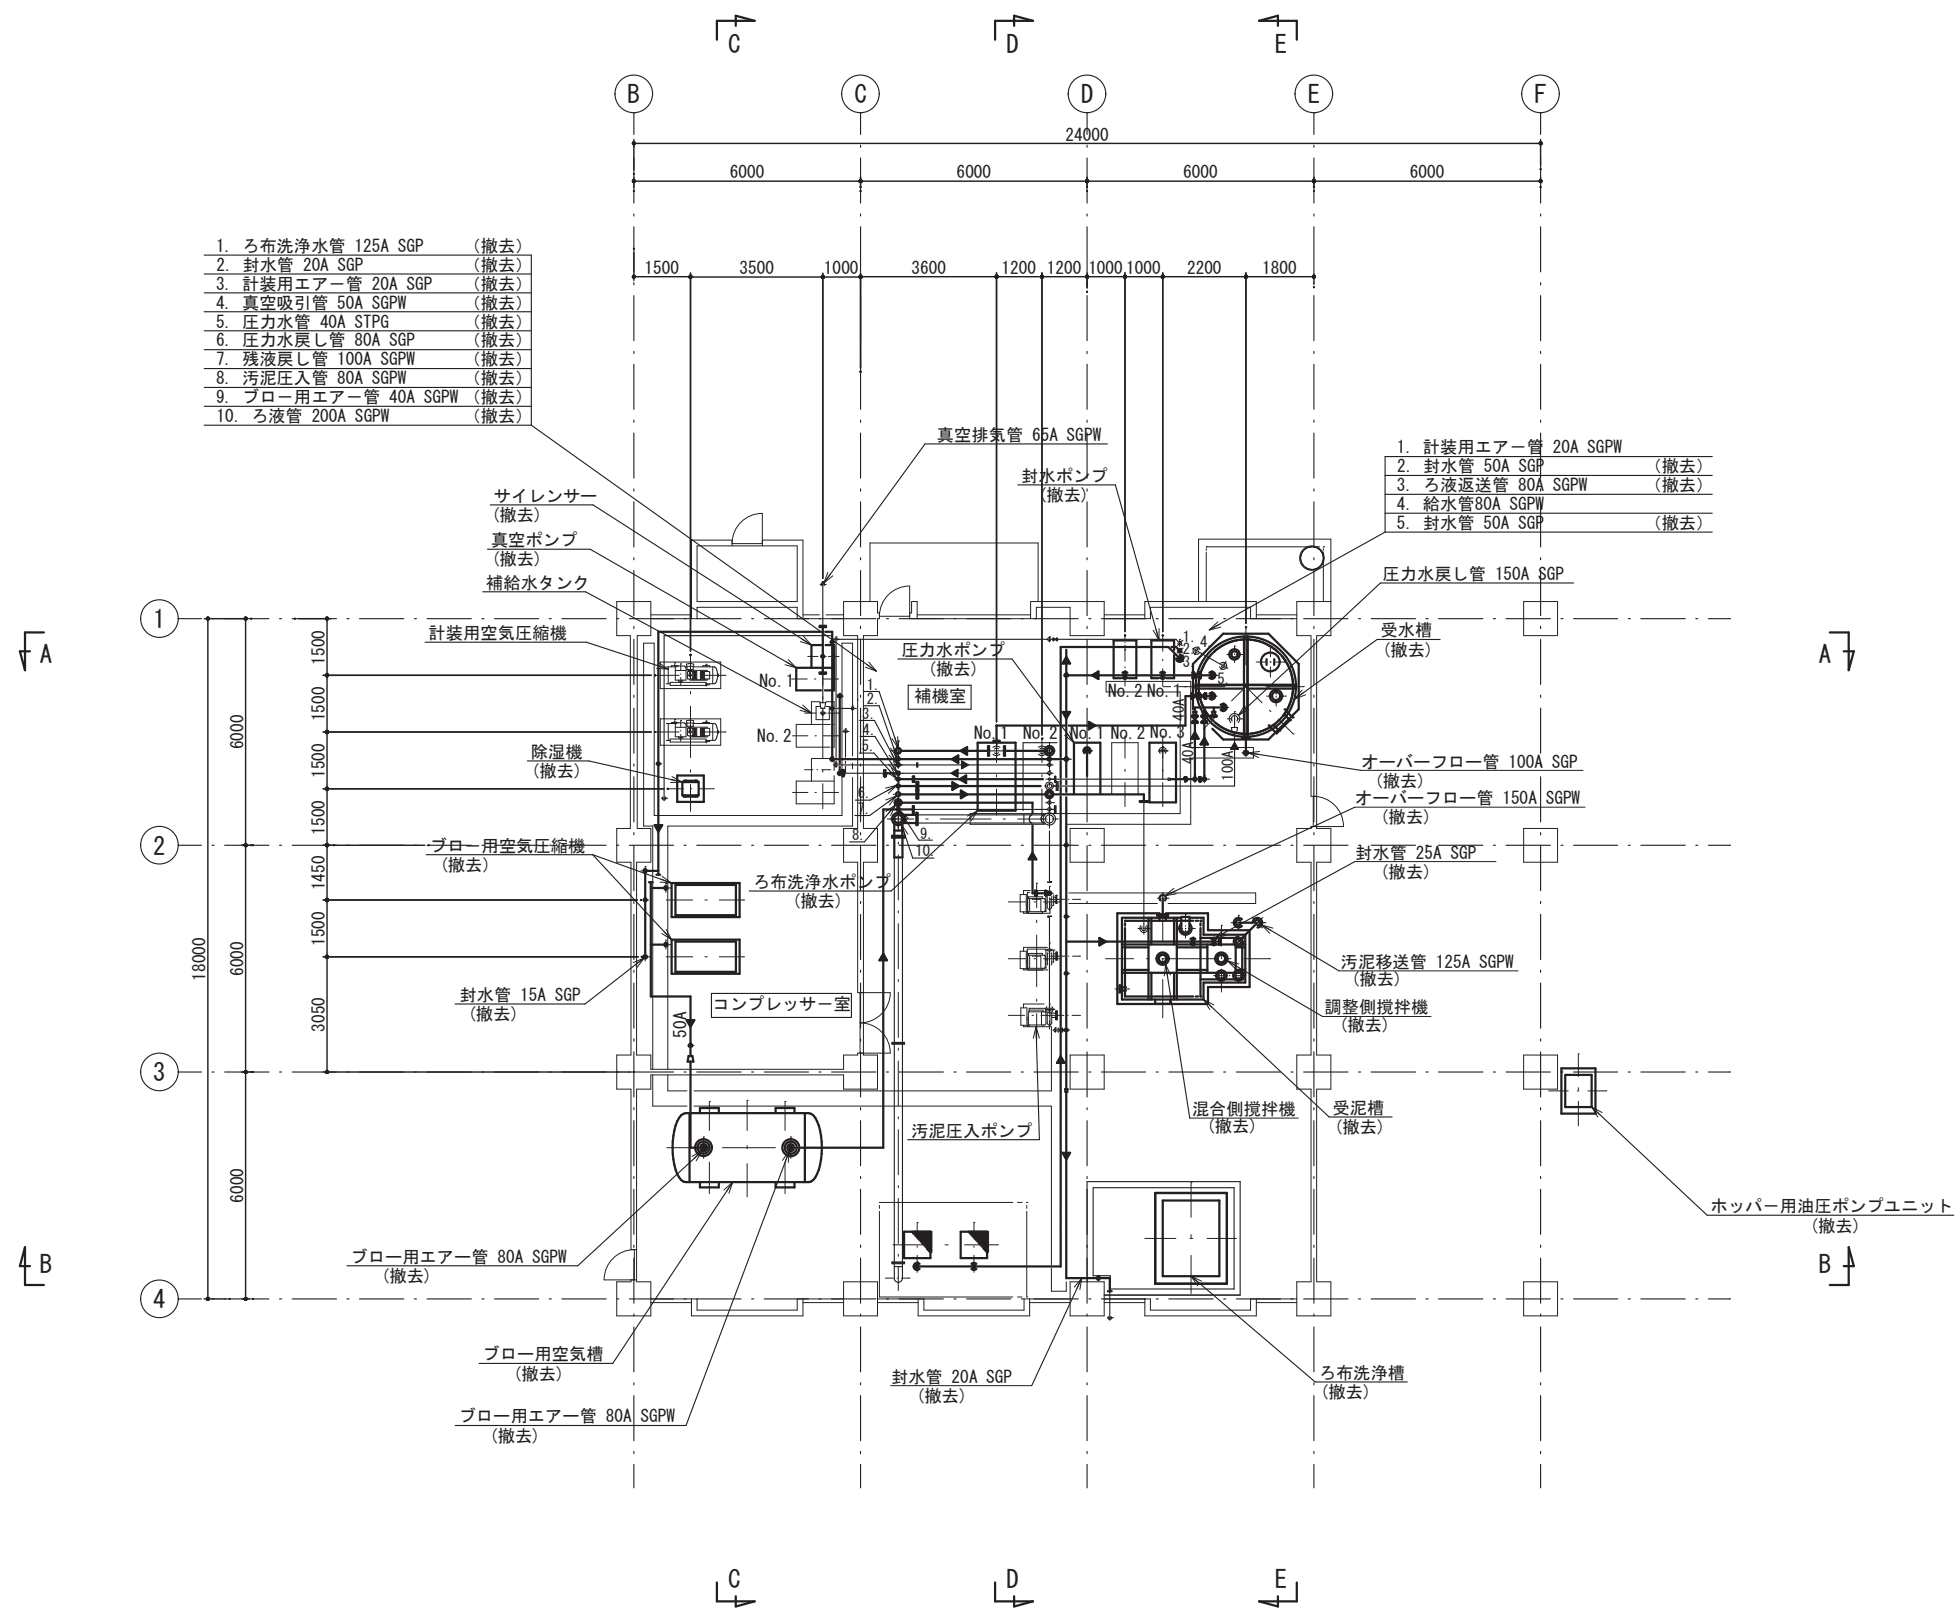 C D E
B C D E F
24000
6000 6000 6000 6000
1500 3500 1000 3600 1200 1200 1000 1000 2200 1800
1. ろ布洗浄水管 125A SGP (撤去)
2. 封水管 20A SGP (撤去)
3. 計装用エアー管 20A SGP (撤去)
4. 真空吸引管 50A SGPW (撤去)
5. 圧力水管 40A STPG (撤去)
6. 圧力水戻し管 80A SGP (撤去)
7. 残液戻し管 100A SGPW (撤去)
8. 汚泥圧入管 80A SGPW (撤去)
9. ブロー用エアー管 40A SGPW (撤去)
10. ろ液管 200A SGPW (撤去)
真空排気管 65A SGPW
封水ポンプ
(撤去)
1. 計装用エアー管 20A SGPW
2. 封水管 50A SGP (撤去)
3. ろ液返送管 80A SGPW (撤去)
4. 給水管80A SGPW
5. 封水管 50A SGP (撤去)
サイレンサー
(撤去)
真空ポンプ
(撤去)
補給水タンク
計装用空気圧縮機
圧力水戻し管 150A SGP
受水槽
(撤去)
圧力水ポンプ
(撤去)
補機室
1
A
A
1500
1500
1500
1500
6000
No.1
No.2
1.
2.
3.
4.
5.
6.
7.
8.
9.
10.
No.2 No.1
1. 4
2.
3
5.
No.1 No.2 No.1 No.2 No.3
40A
40A
100A
除湿機
(撤去)
オーバーフロー管 100A SGP
(撤去)
オーバーフロー管 150A SGPW
(撤去)
2
ブロー用空気圧縮機
(撤去)
ろ布洗浄水ポンプ
(撤去)
封水管 25A SGP
(撤去)
1450
1500
3050
18000
6000
汚泥移送管 125A SGPW
(撤去)
封水管 15A SGP
(撤去)
50A
コンプレッサー室
調整側撹拌機
(撤去)
3
混合側撹拌機
(撤去)
受泥槽
(撤去)
汚泥圧入ポンプ
6000
ホッパー用油圧ポンプユニット
(撤去)
B
B
ブロー用エアー管 80A SGPW
(撤去)
4
ブロー用空気槽
(撤去)
封水管 20A SGP
(撤去)
ろ布洗浄槽
(撤去)
ブロー用エアー管 80A SGPW
(撤去)
C D E